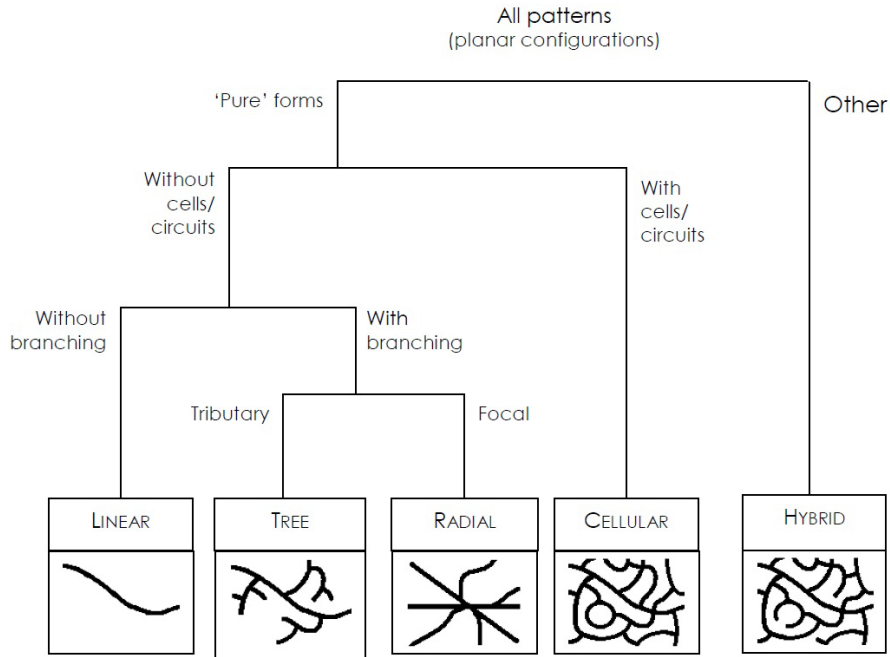 All patterns
(planar configurations)
‘Pure’ forms
Other
Without
cells/
circuits
With
cells/
circuits
Without
branching
With
branching
Tributary
Focal
LINEAR
TREE
RADIAL
CELLULAR
HYBRID